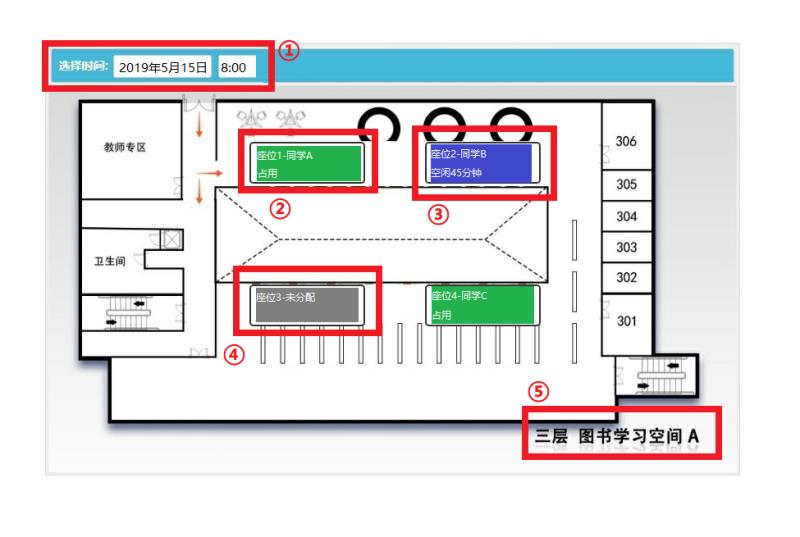 ①
选择时间: 2019年5月15日 8:00
教师专区
306
座位1-同学A
占用
座位2-同学B
空闲45分钟
305
②
③
304
303
卫生间
302
座位3-未分配
座位4-同学C
占用
301
④
⑤
三层 图书学习空间 A